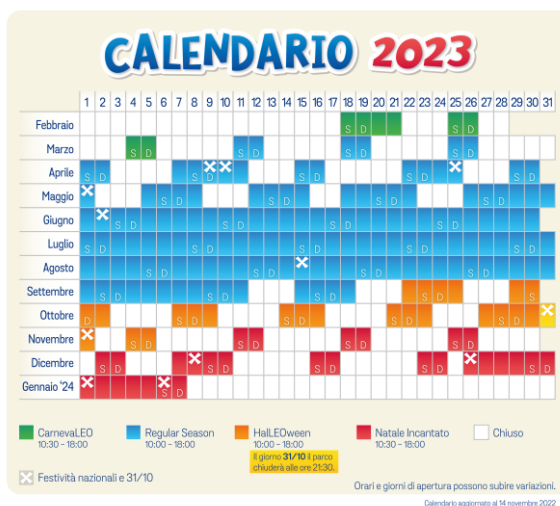 CALENDARIO 2023
1 2 3 4 5 6 7 8 9 10 11 12 13 14 15 16 17 18 19 20 21 22 23 24 25 26 27 28 29 30 31
Febbraio S D S D
Marzo S D S D S D S D
Aprile S D S D S D S D S D
Maggio S D S D S D S D
Giugno S D S D S D S D
Luglio S D S D S D S D S D
Agosto S D S D S D S D
Settembre S D S D S D S D S
Ottobre D S D S D S D S D
Novembre S D S D S D S D
Dicembre S D S D S D S D S D
Gennaio '24 S D
CarnevaLEO
10:30 - 18:00
Regular Season
10:00 - 18:00
HalLEOween
10:00 - 18:00
Il giorno 31/10 il parco
chiuderà alle ore 21:30.
Natale Incantato
10:30 - 18:00
Chiuso
Festività nazionali e 31/10
Orari e giorni di apertura possono subire variazioni.
Calendario aggiornato al 14 novembre 2022